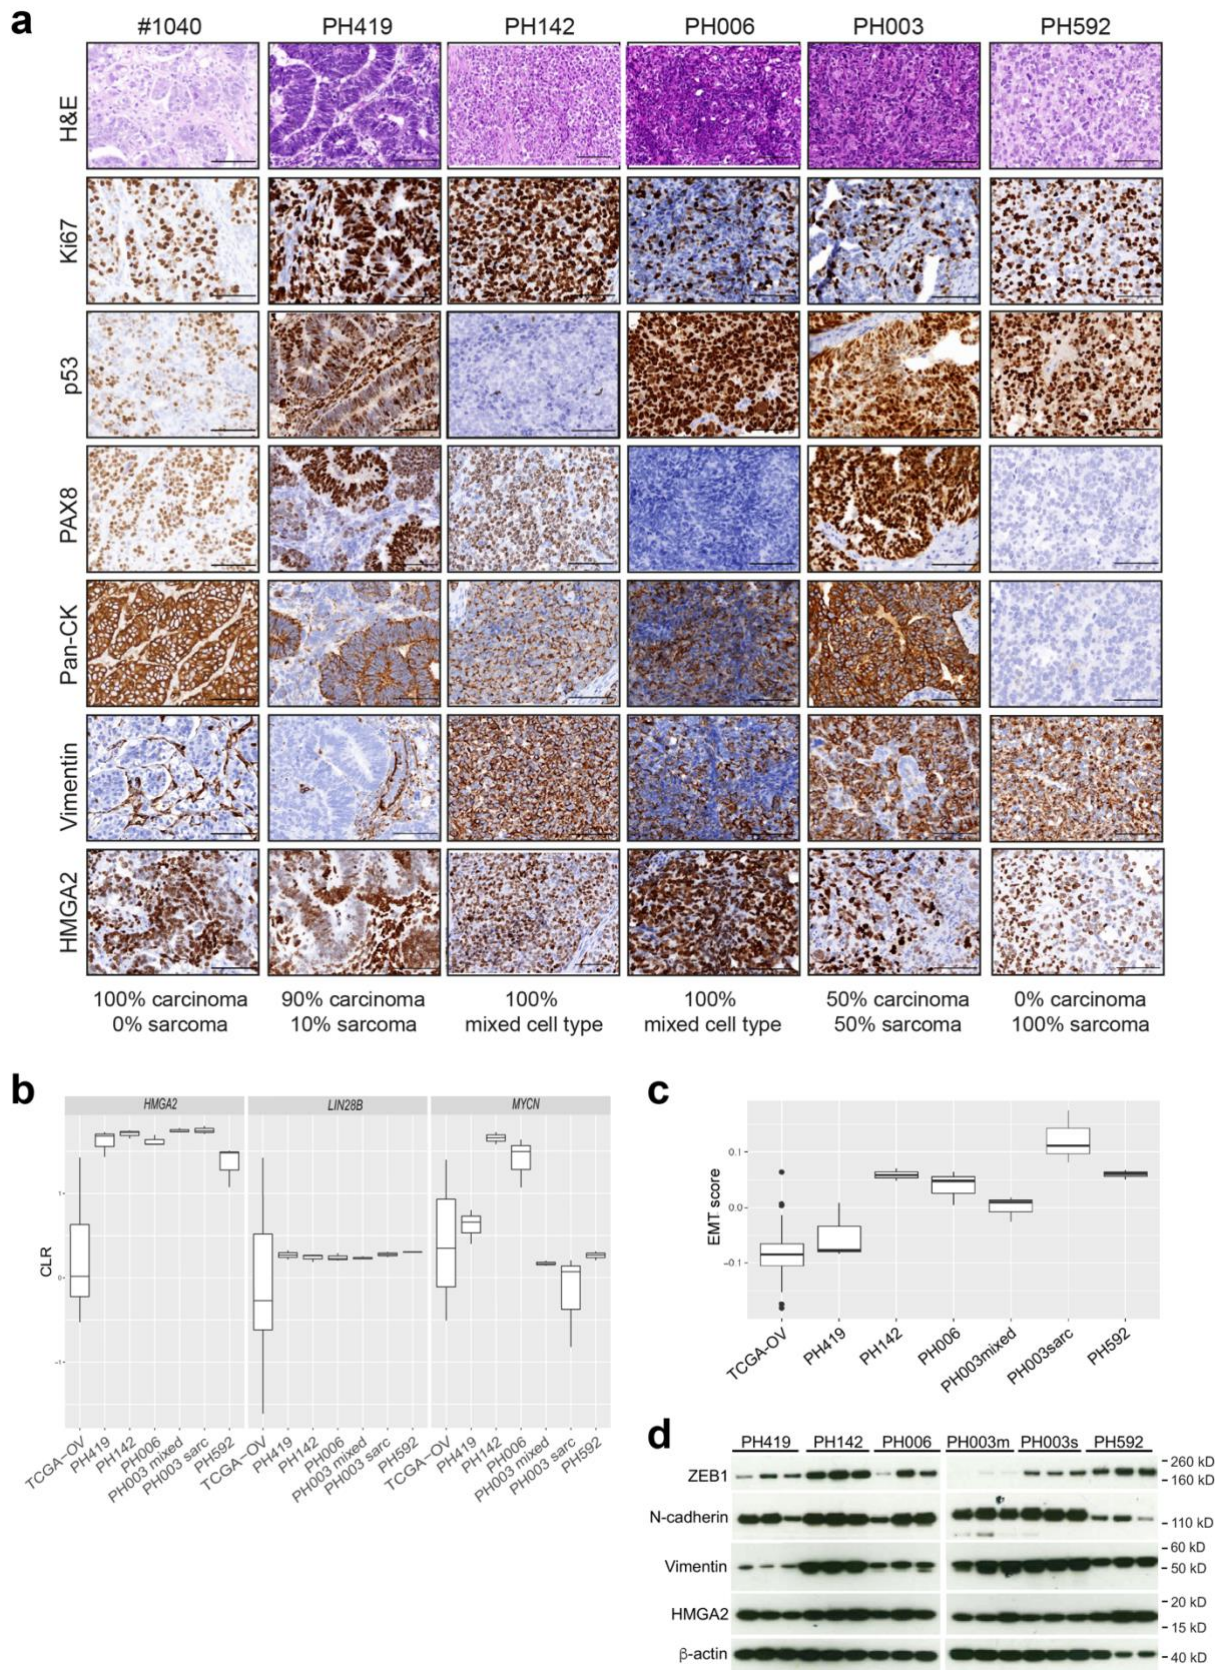 a
#1040 PH419 PH142 PH006 PH003 PH592
H&E
Ki67
p53
PAX8
Pan-CK
Vimentin
HMGA2
100% carcinoma 90% carcinoma 100% 100% 50% carcinoma 0% carcinoma
0% sarcoma 10% sarcoma mixed cell type mixed cell type 50% sarcoma 100% sarcoma
b
HMGA2 LIN28B MYCN
CLR
1
0
−1
TCGA−OV PH419 PH142 PH006 PH003 mixed PH003 sarc PH592 TCGA−OV PH419 PH142 PH006 PH003 mixed PH003 sarc PH592 TCGA−OV PH419 PH142 PH006 PH003 mixed PH003 sarc PH592
c
EMT score
0.1
0.0
−0.1
TCGA−OV PH419 PH142 PH006 PH003mixed PH003sarc PH592
d
PH419 PH142 PH006 PH003m PH003s PH592
ZEB1
- 260 kD
- 160 kD
N-cadherin
- 110 kD
Vimentin
- 60 kD
- 50 kD
HMGA2
- 20 kD
- 15 kD
β-actin
- 40 kD